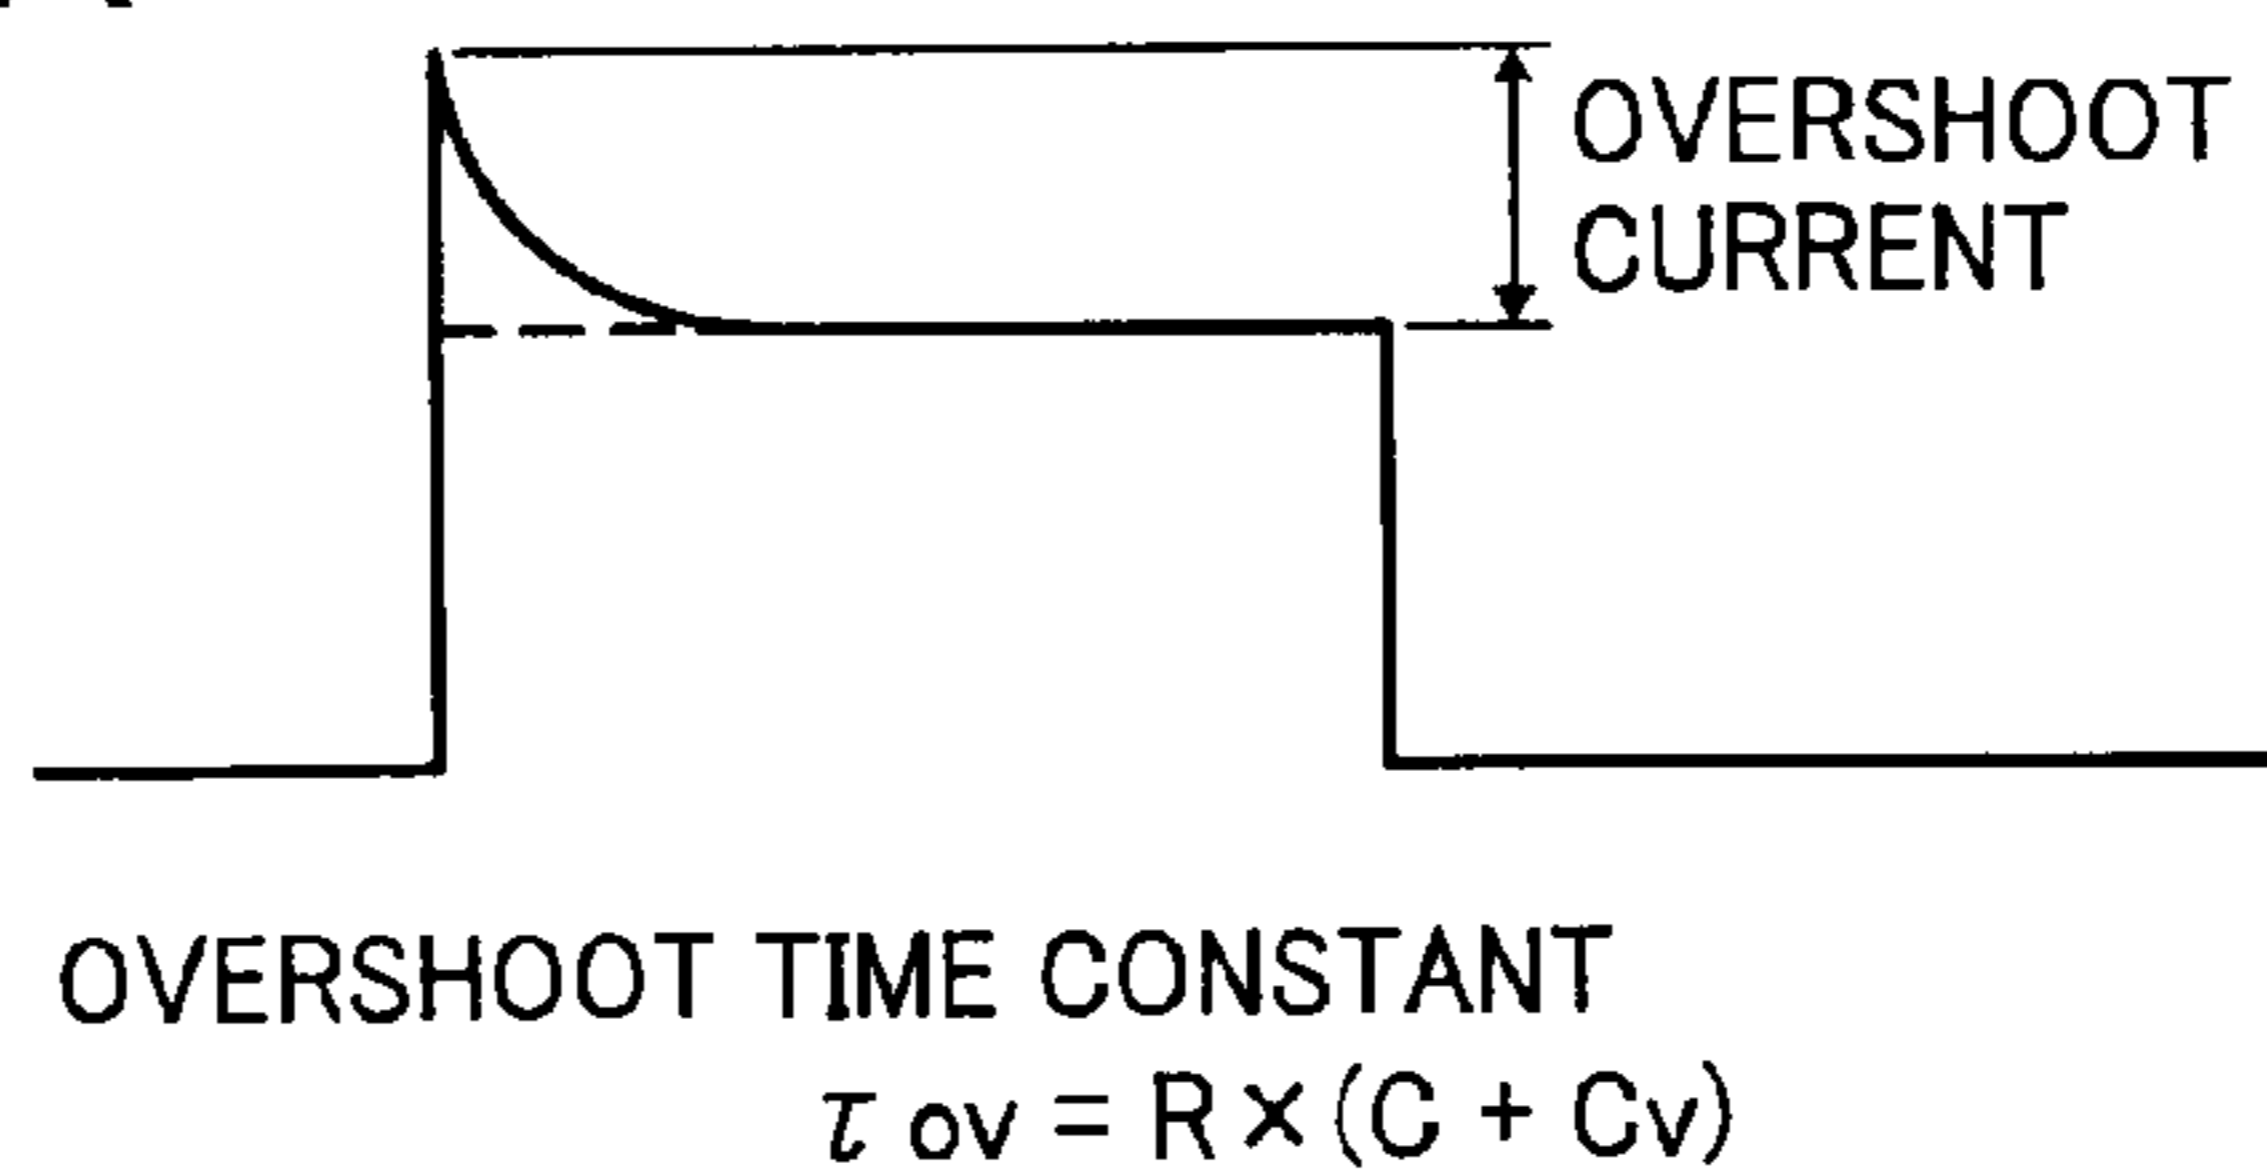 OVERSHOOT
CURRENT
OVERSHOOT TIME CONSTANT
τ ov = R×(C + Cv)